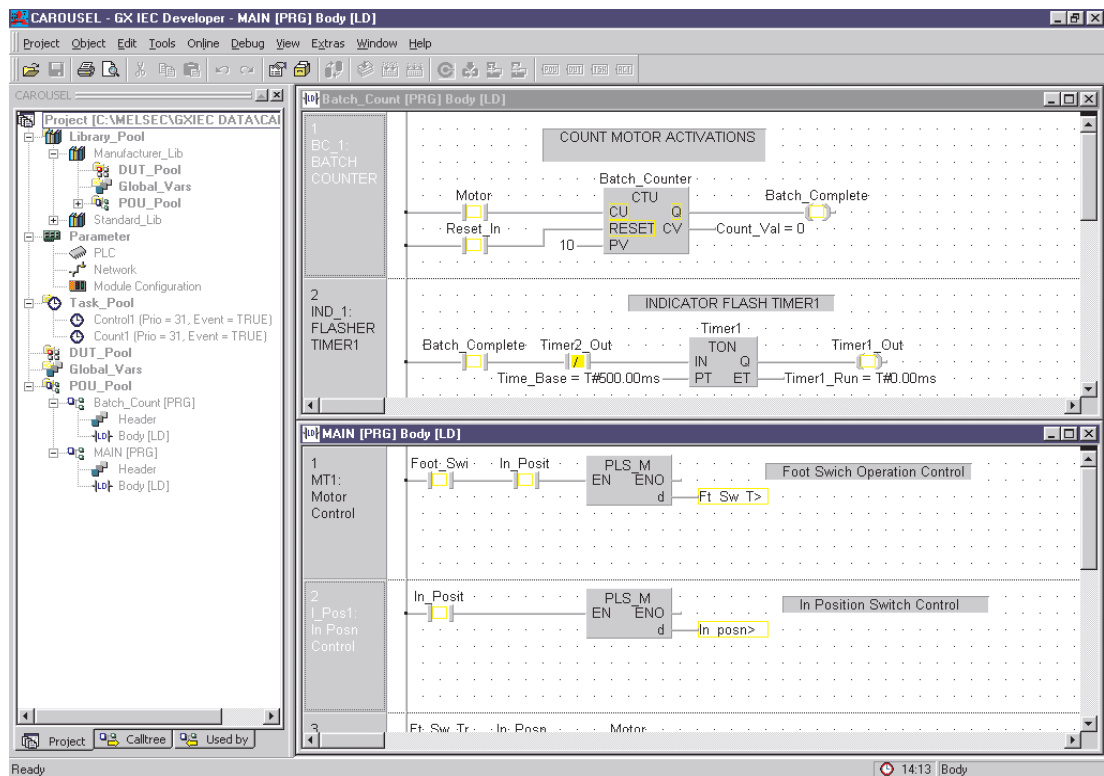 CAROUSEL - GX IEC Developer - MAIN [PRG] Body [LD]
Project Object Edit Tools Online Debug View Extras Window Help
CAROUSEL
Project [C:\MELSEC\GXIEC DATA\CAI
Library_Pool
Manufacturer_Lib
DUT_Pool
Global_Vars
POU_Pool
Standard_Lib
Parameter
PLC
Network
Module Configuration
Task_Pool
Control1 (Prio = 31, Event = TRUE)
Count1 (Prio = 31, Event = TRUE)
DUT_Pool
Global_Vars
POU_Pool
Batch_Count [PRG]
Header
Body [LD]
MAIN [PRG]
Header
Body [LD]
Project Calltree Used by
Batch_Count [PRG] Body [LD]
1
BC_1:
BATCH
COUNTER
COUNT MOTOR ACTIVATIONS
Batch_Counter
Motor CTU Batch_Complete
CU Q
Reset_In RESET CV Count_Val = 0
10 PV
2
IND_1:
FLASHER
TIMER1
INDICATOR FLASH TIMER1
Timer1
Batch_Complete Timer2_Out TON Timer1_Out
IN Q
Time_Base = T#500.00ms PT ET Timer1_Run = T#0.00ms
MAIN [PRG] Body [LD]
1
MT1:
Motor
Control
Foot_Swi In_Posit PLS_M Foot Swich Operation Control
EN ENO
d Ft_Sw_T>
2
I_Pos1:
In Posn
Control
In_Posit PLS_M In Position Switch Control
EN ENO
d In_posn>
3 Ft_Sw_Tr In_Posn Motor
Ready 14:13 Body